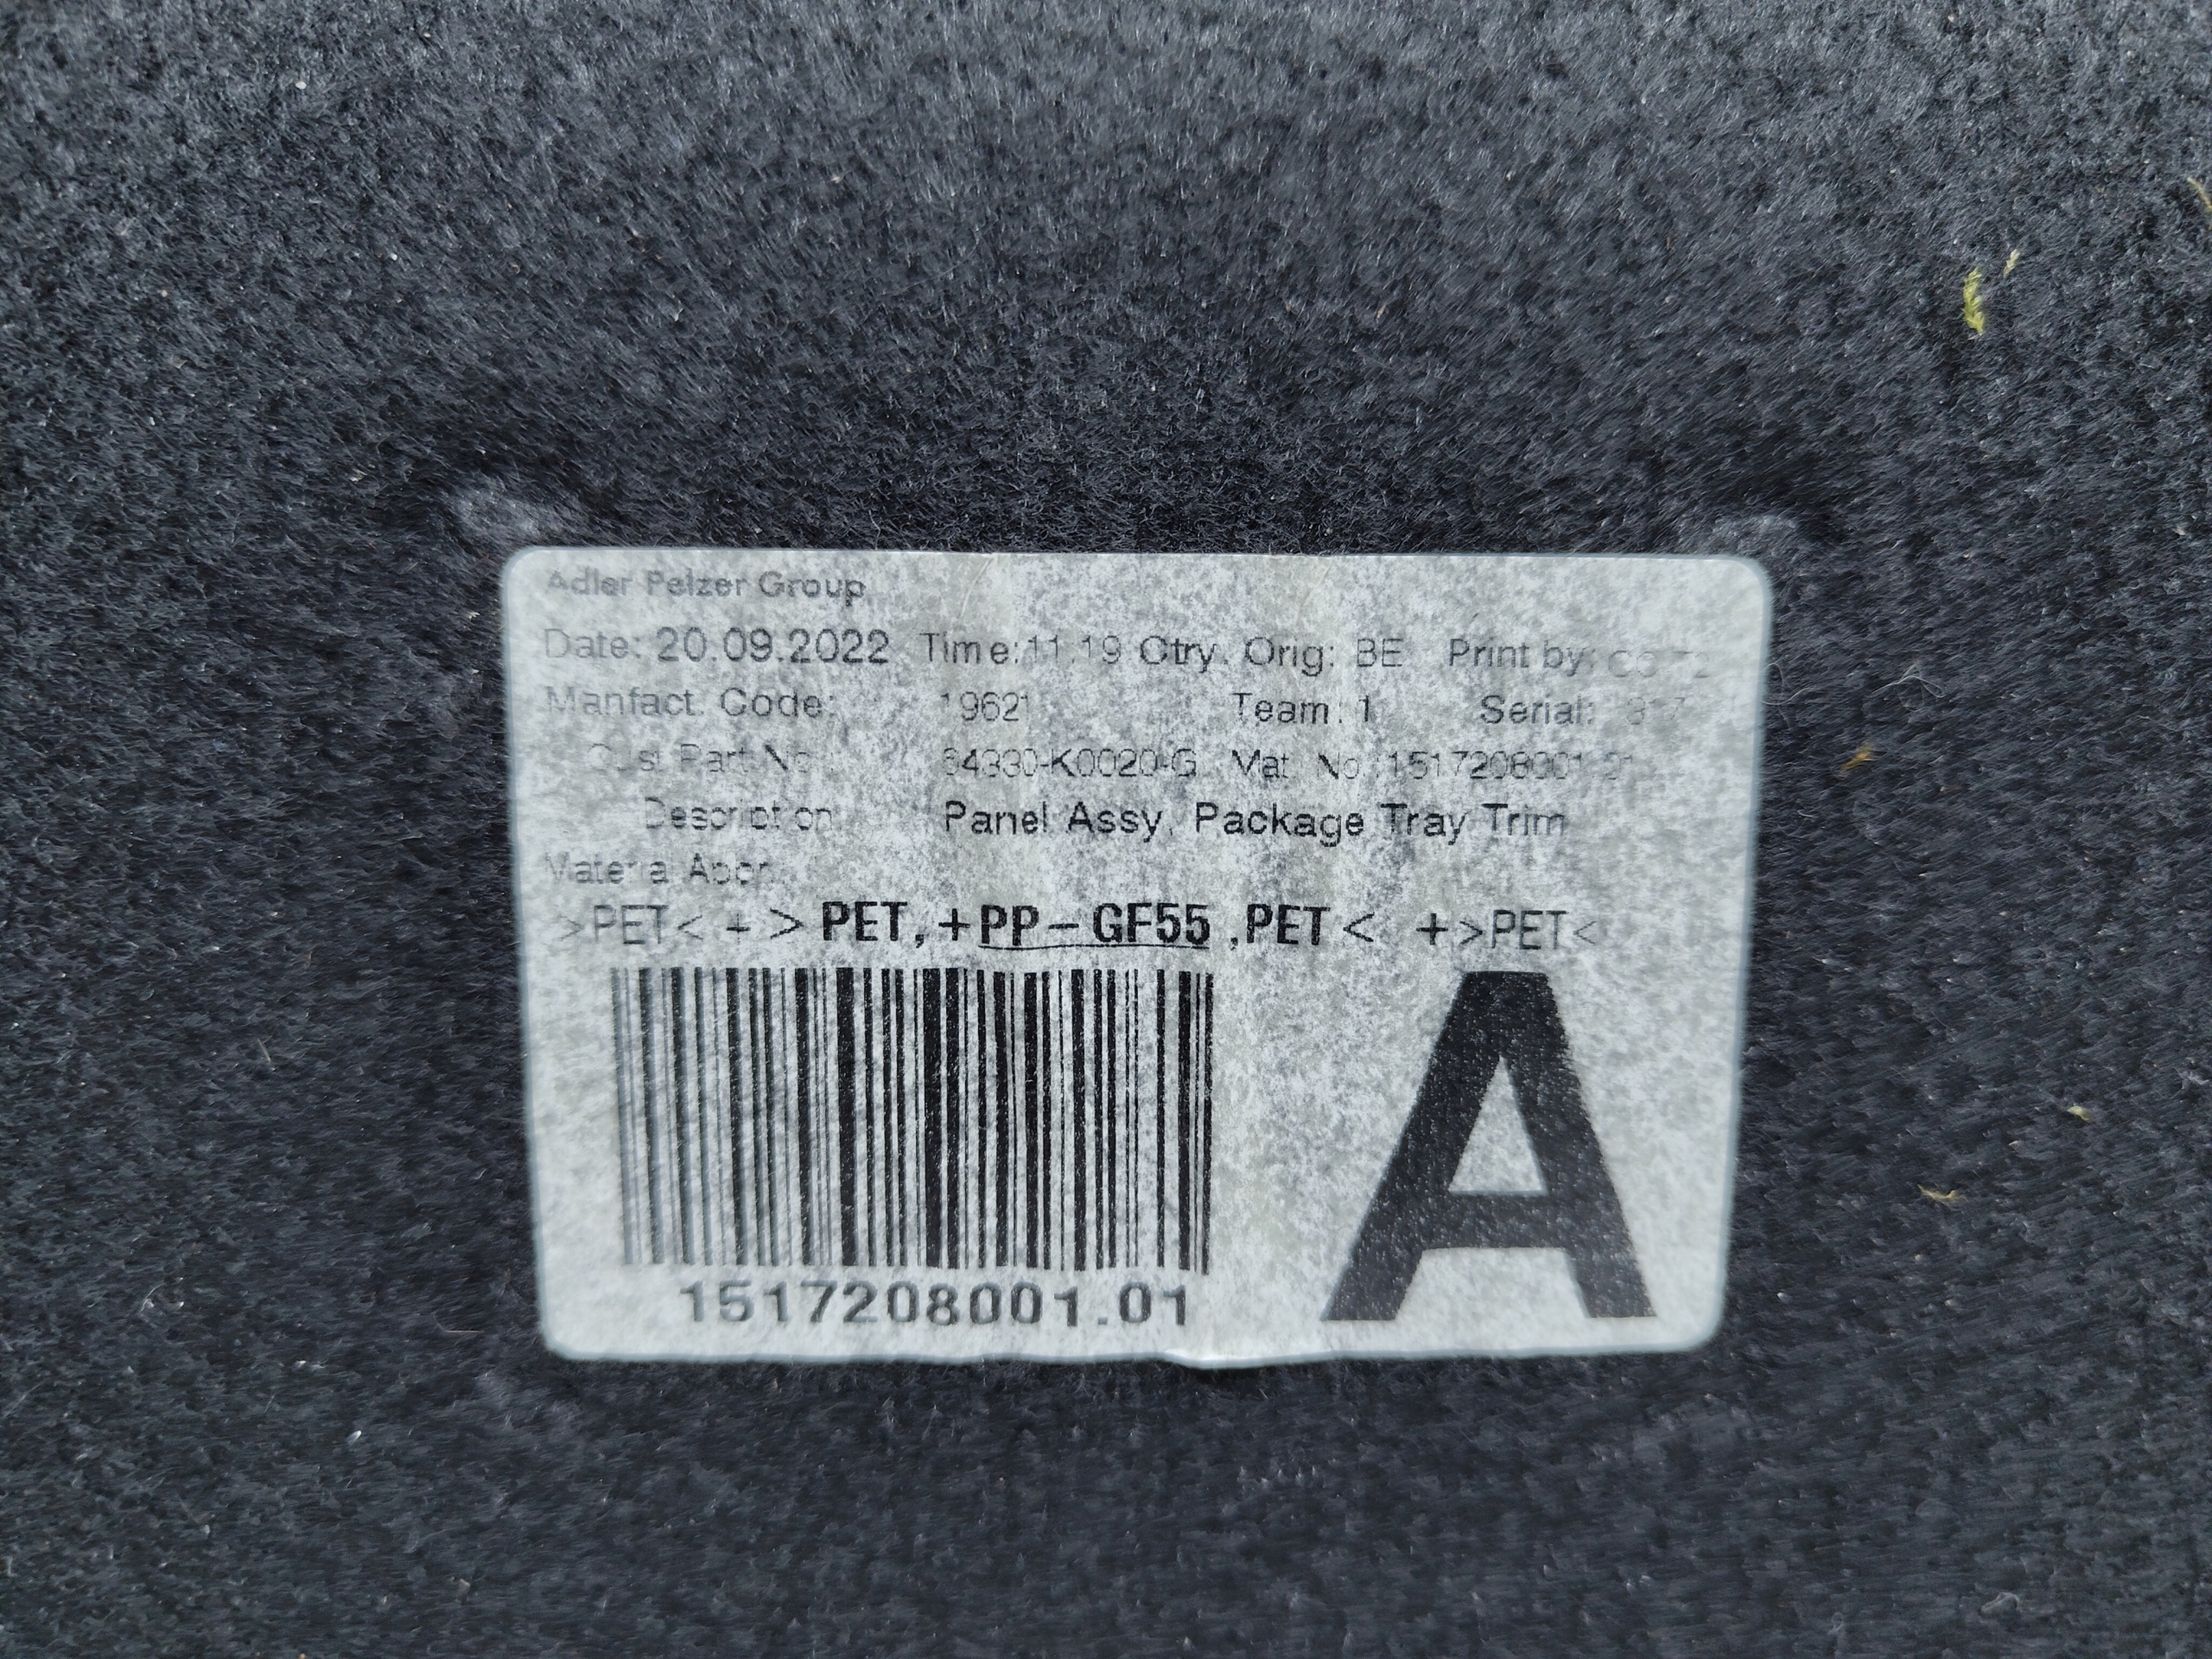 Adler Pelzer Group
Date: 20.09.2022 Time:11.19 Ctry. Orig: BE Print by:
Manfact. Code: 19621 Team: 1 Serial:
Cust Part No: 64330-K0020-G Mat. No: 1517208001.01
Description: Panel Assy, Package Tray Trim
Material Abbr.
>PET< + > PET,+PP-GF55 ,PET < +>PET<
1517208001.01
A